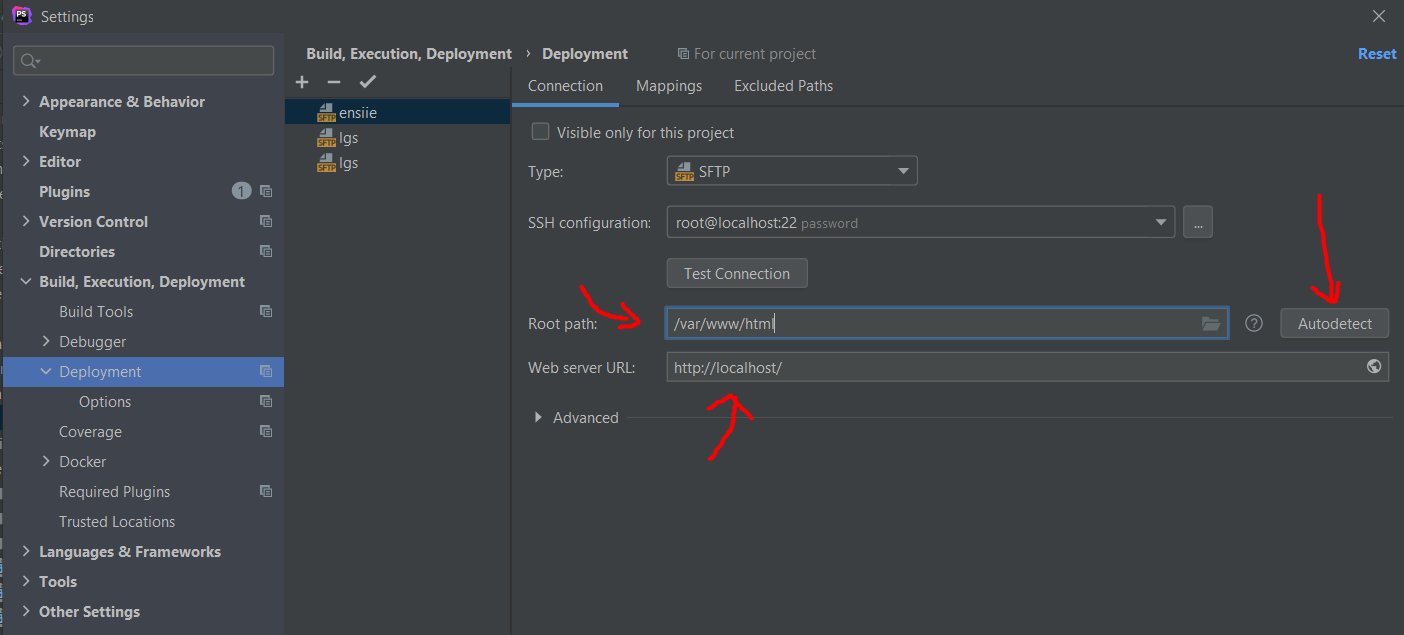 PS
Settings
Appearance & Behavior
Keymap
Editor
Plugins 1
Version Control
Directories
Build, Execution, Deployment
Build Tools
Debugger
Deployment
Options
Coverage
Docker
Required Plugins
Trusted Locations
Languages & Frameworks
Tools
Other Settings
Build, Execution, Deployment › Deployment For current project Reset
SFTP ensiie
SFTP lgs
SFTP lgs
Connection Mappings Excluded Paths
Visible only for this project
Type: SFTP SFTP
SSH configuration: root@localhost:22 password ...
Test Connection
Root path: /var/www/html ? Autodetect
Web server URL: http://localhost/
Advanced